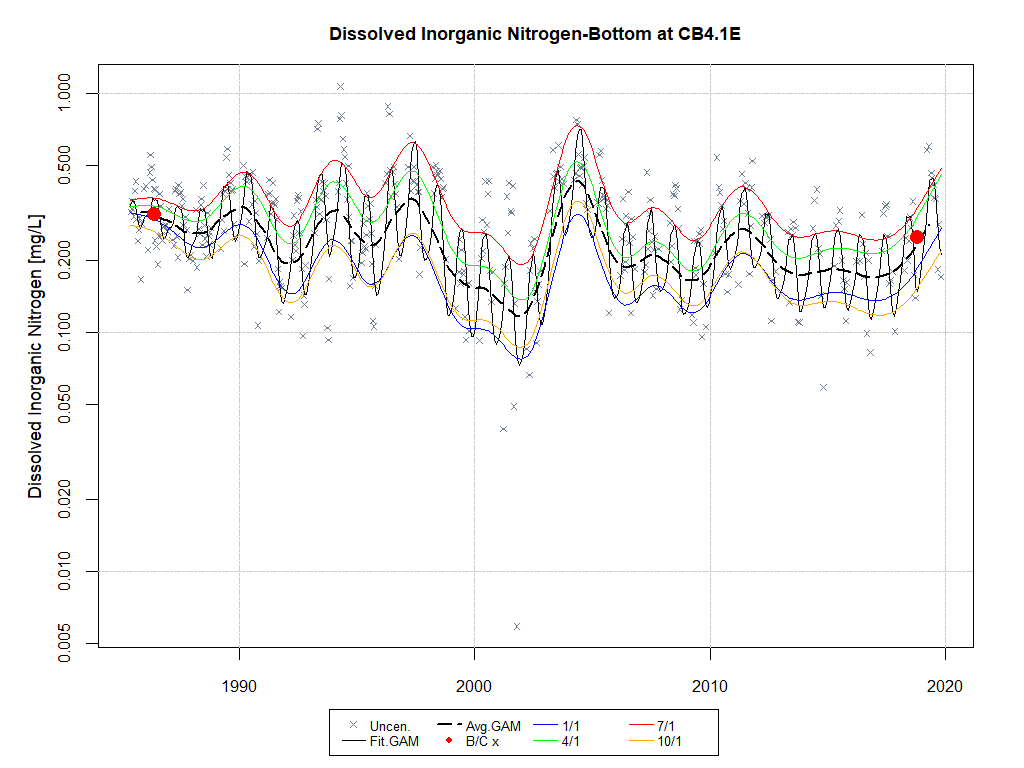 Dissolved Inorganic Nitrogen-Bottom at CB4.1E
Dissolved Inorganic Nitrogen [mg/L]
1.000
0.500
0.200
0.100
0.050
0.020
0.010
0.005
1990 2000 2010 2020
Uncen. Avg.GAM 1/1 7/1
Fit.GAM B/C x 4/1 10/1